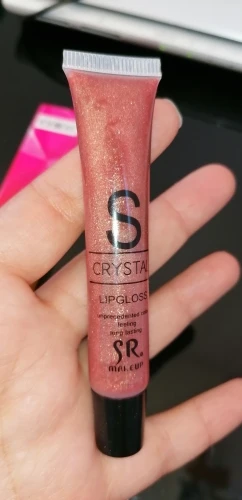 S
CRYSTAL
LIPGLOSS
unprecedented
feeling
long lasting
SR.
MAKEUP